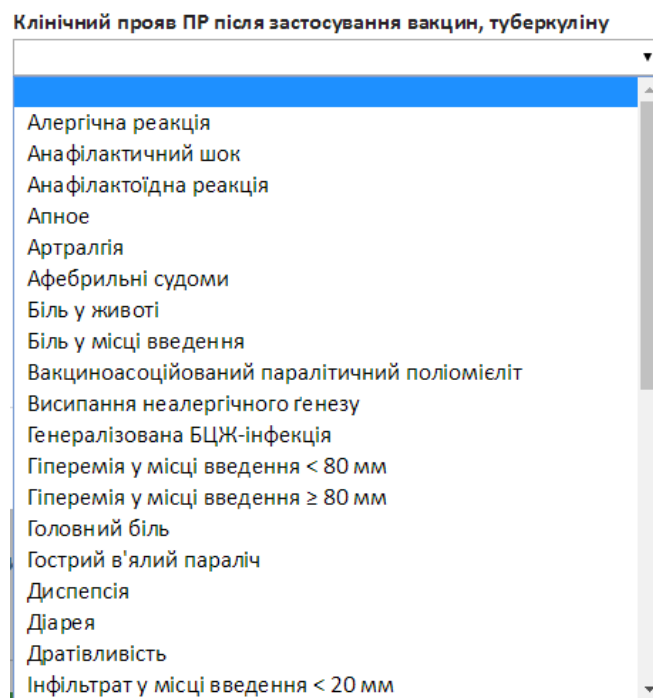 Клінічний прояв ПР після застосування вакцин, туберкуліну
Алергічна реакція
Анафілактичний шок
Анафілактоїдна реакція
Апное
Артралгія
Афебрильні судоми
Біль у животі
Біль у місці введення
Вакциноасоційований паралітичний поліомієліт
Висипання неалергічного ґенезу
Генералізована БЦЖ-інфекція
Гіперемія у місці введення < 80 мм
Гіперемія у місці введення ≥ 80 мм
Головний біль
Гострий в'ялий параліч
Диспепсія
Діарея
Дратівливість
Інфільтрат у місці введення < 20 мм